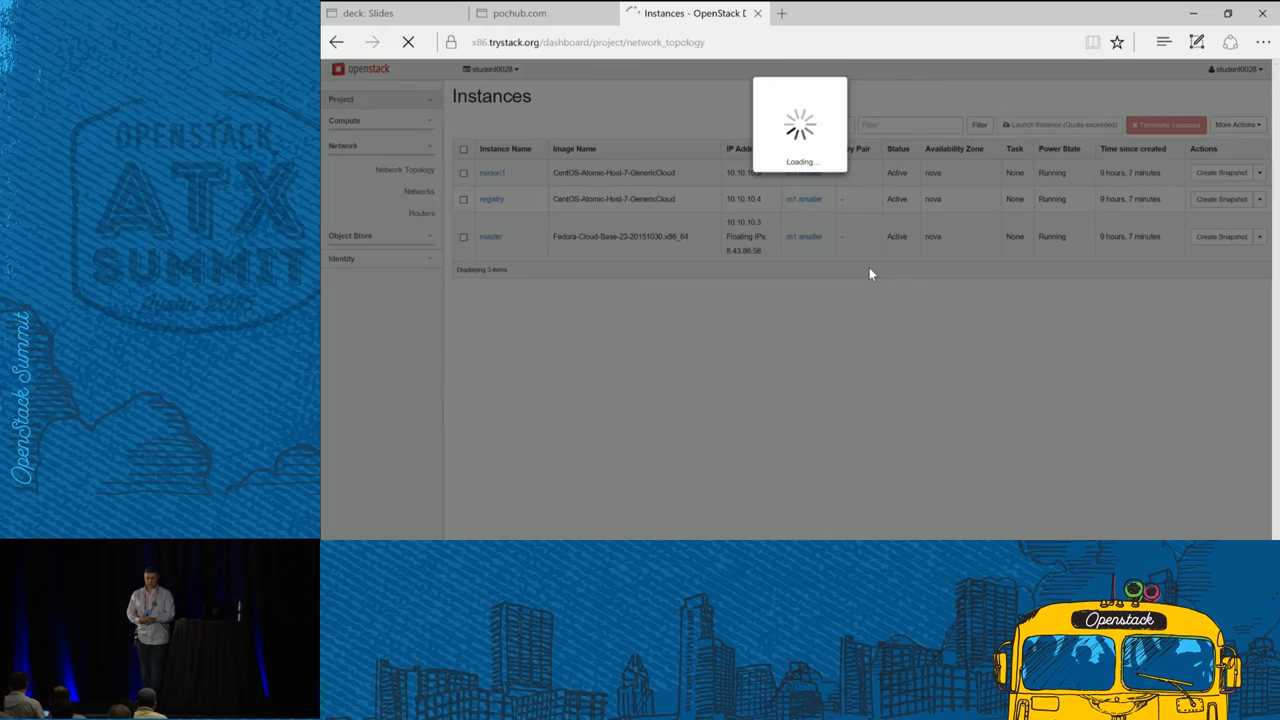 deck: Slides
pochub.com
Instances - OpenStack D
x86.trystack.org/dashboard/project/network_topology
openstack
student0028
student0028
Project
Compute
Network
Network Topology
Networks
Routers
Object Store
Identity
Instances
Filter
Filter
Launch Instance (Quota exceeded)
Terminate Instances
More Actions
Loading...
Instance Name
Image Name
IP Addr
ey Pair
Status
Availability Zone
Task
Power State
Time since created
Actions
minion1
CentOS-Atomic-Host-7-GenericCloud
Active
nova
None
Running
9 hours, 7 minutes
Create Snapshot
registry
CentOS-Atomic-Host-7-GenericCloud
10.10.10.4
m1.smaller
-
Active
nova
None
Running
9 hours, 7 minutes
Create Snapshot
master
Fedora-Cloud-Base-23-20151030.x86_64
10.10.10.3
Floating IPs:
8.43.86.58
m1.smaller
-
Active
nova
None
Running
9 hours, 7 minutes
Create Snapshot
Displaying 3 items
OPENSTACK
ATX
SUMMIT
Austin 2016
OpenStack Summit
Openstack